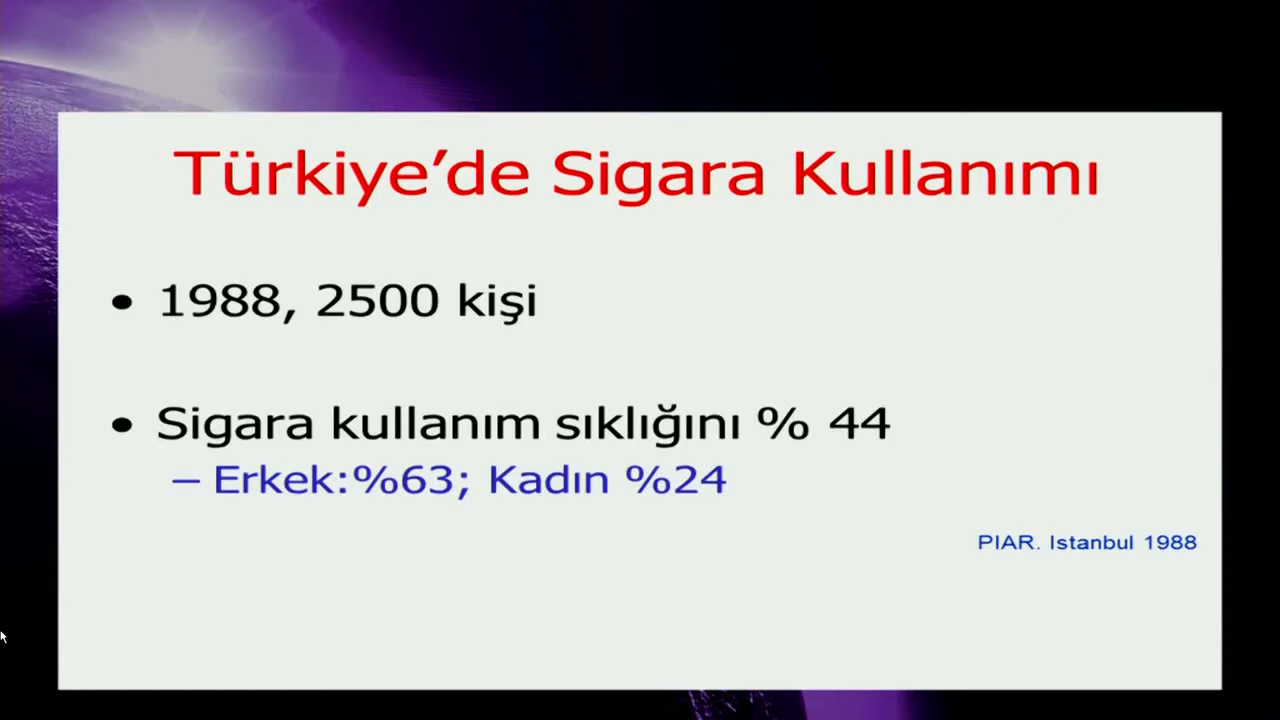 Türkiye’de Sigara Kullanımı
• 1988, 2500 kişi
• Sigara kullanım sıklığını % 44
– Erkek:%63; Kadın %24
PIAR. Istanbul 1988